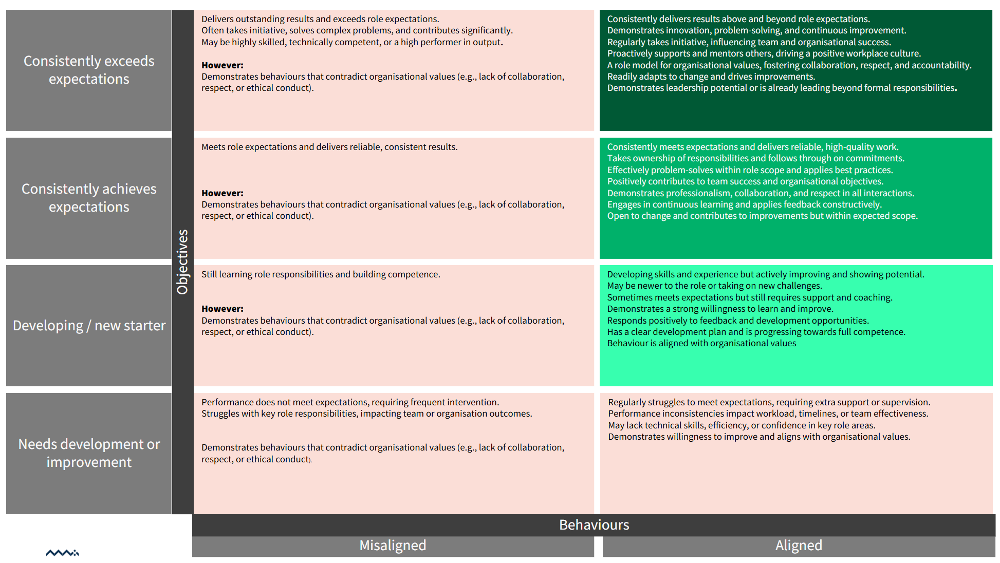 Consistently exceeds
expectations
Delivers outstanding results and exceeds role expectations.
Often takes initiative, solves complex problems, and contributes significantly.
May be highly skilled, technically competent, or a high performer in output.
However:
Demonstrates behaviours that contradict organisational values (e.g., lack of collaboration,
respect, or ethical conduct).
Consistently delivers results above and beyond role expectations.
Demonstrates innovation, problem-solving, and continuous improvement.
Regularly takes initiative, influencing team and organisational success.
Proactively supports and mentors others, driving a positive workplace culture.
A role model for organisational values, fostering collaboration, respect, and accountability.
Readily adapts to change and drives improvements.
Demonstrates leadership potential or is already leading beyond formal responsibilities.
Consistently achieves
expectations
Meets role expectations and delivers reliable, consistent results.
However:
Demonstrates behaviours that contradict organisational values (e.g., lack of collaboration,
respect, or ethical conduct).
Consistently meets expectations and delivers reliable, high-quality work.
Takes ownership of responsibilities and follows through on commitments.
Effectively problem-solves within role scope and applies best practices.
Positively contributes to team success and organisational objectives.
Demonstrates professionalism, collaboration, and respect in all interactions.
Engages in continuous learning and applies feedback constructively.
Open to change and contributes to improvements but within expected scope.
Objectives
Developing / new starter
Still learning role responsibilities and building competence.
However:
Demonstrates behaviours that contradict organisational values (e.g., lack of collaboration,
respect, or ethical conduct).
Developing skills and experience but actively improving and showing potential.
May be newer to the role or taking on new challenges.
Sometimes meets expectations but still requires support and coaching.
Demonstrates a strong willingness to learn and improve.
Responds positively to feedback and development opportunities.
Has a clear development plan and is progressing towards full competence.
Behaviour is aligned with organisational values
Needs development or
improvement
Performance does not meet expectations, requiring frequent intervention.
Struggles with key role responsibilities, impacting team or organisation outcomes.
Demonstrates behaviours that contradict organisational values (e.g., lack of collaboration,
respect, or ethical conduct).
Regularly struggles to meet expectations, requiring extra support or supervision.
Performance inconsistencies impact workload, timelines, or team effectiveness.
May lack technical skills, efficiency, or confidence in key role areas.
Demonstrates willingness to improve and aligns with organisational values.
Behaviours
Misaligned
Aligned